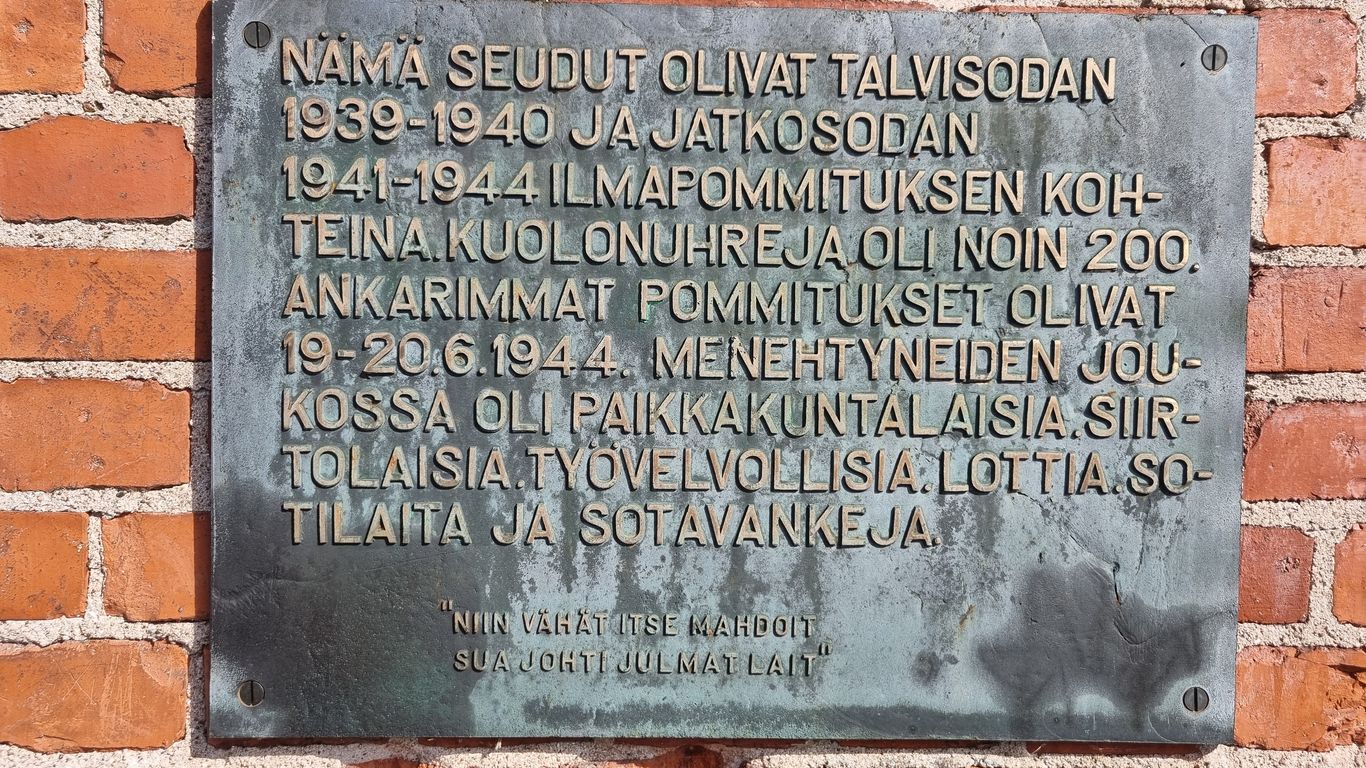 NÄMÄ SEUDUT OLIVAT TALVISODAN
1939-1940 JA JATKOSODAN
1941-1944 ILMAPOMMITUKSEN KOH-
TEINA.KUOLONUHREJA OLI NOIN 200.
ANKARIMMAT POMMITUKSET OLIVAT
19-20.6.1944. MENEHTYNEIDEN JOU-
KOSSA OLI PAIKKAKUNTALAISIA.SIIR-
TOLAISIA.TYÖVELVOLLISIA.LOTTIA.SO-
TILAITA JA SOTAVANKEJA.
"NIIN VÄHÄT ITSE MAHDOIT
SUA JOHTI JULMAT LAIT"